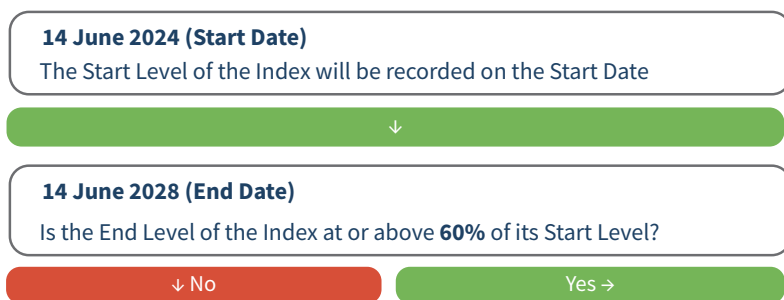 14 June 2024 (Start Date)
The Start Level of the Index will be recorded on the Start Date
↓
14 June 2028 (End Date)
Is the End Level of the Index at or above 60% of its Start Level?
↓ No
Yes →